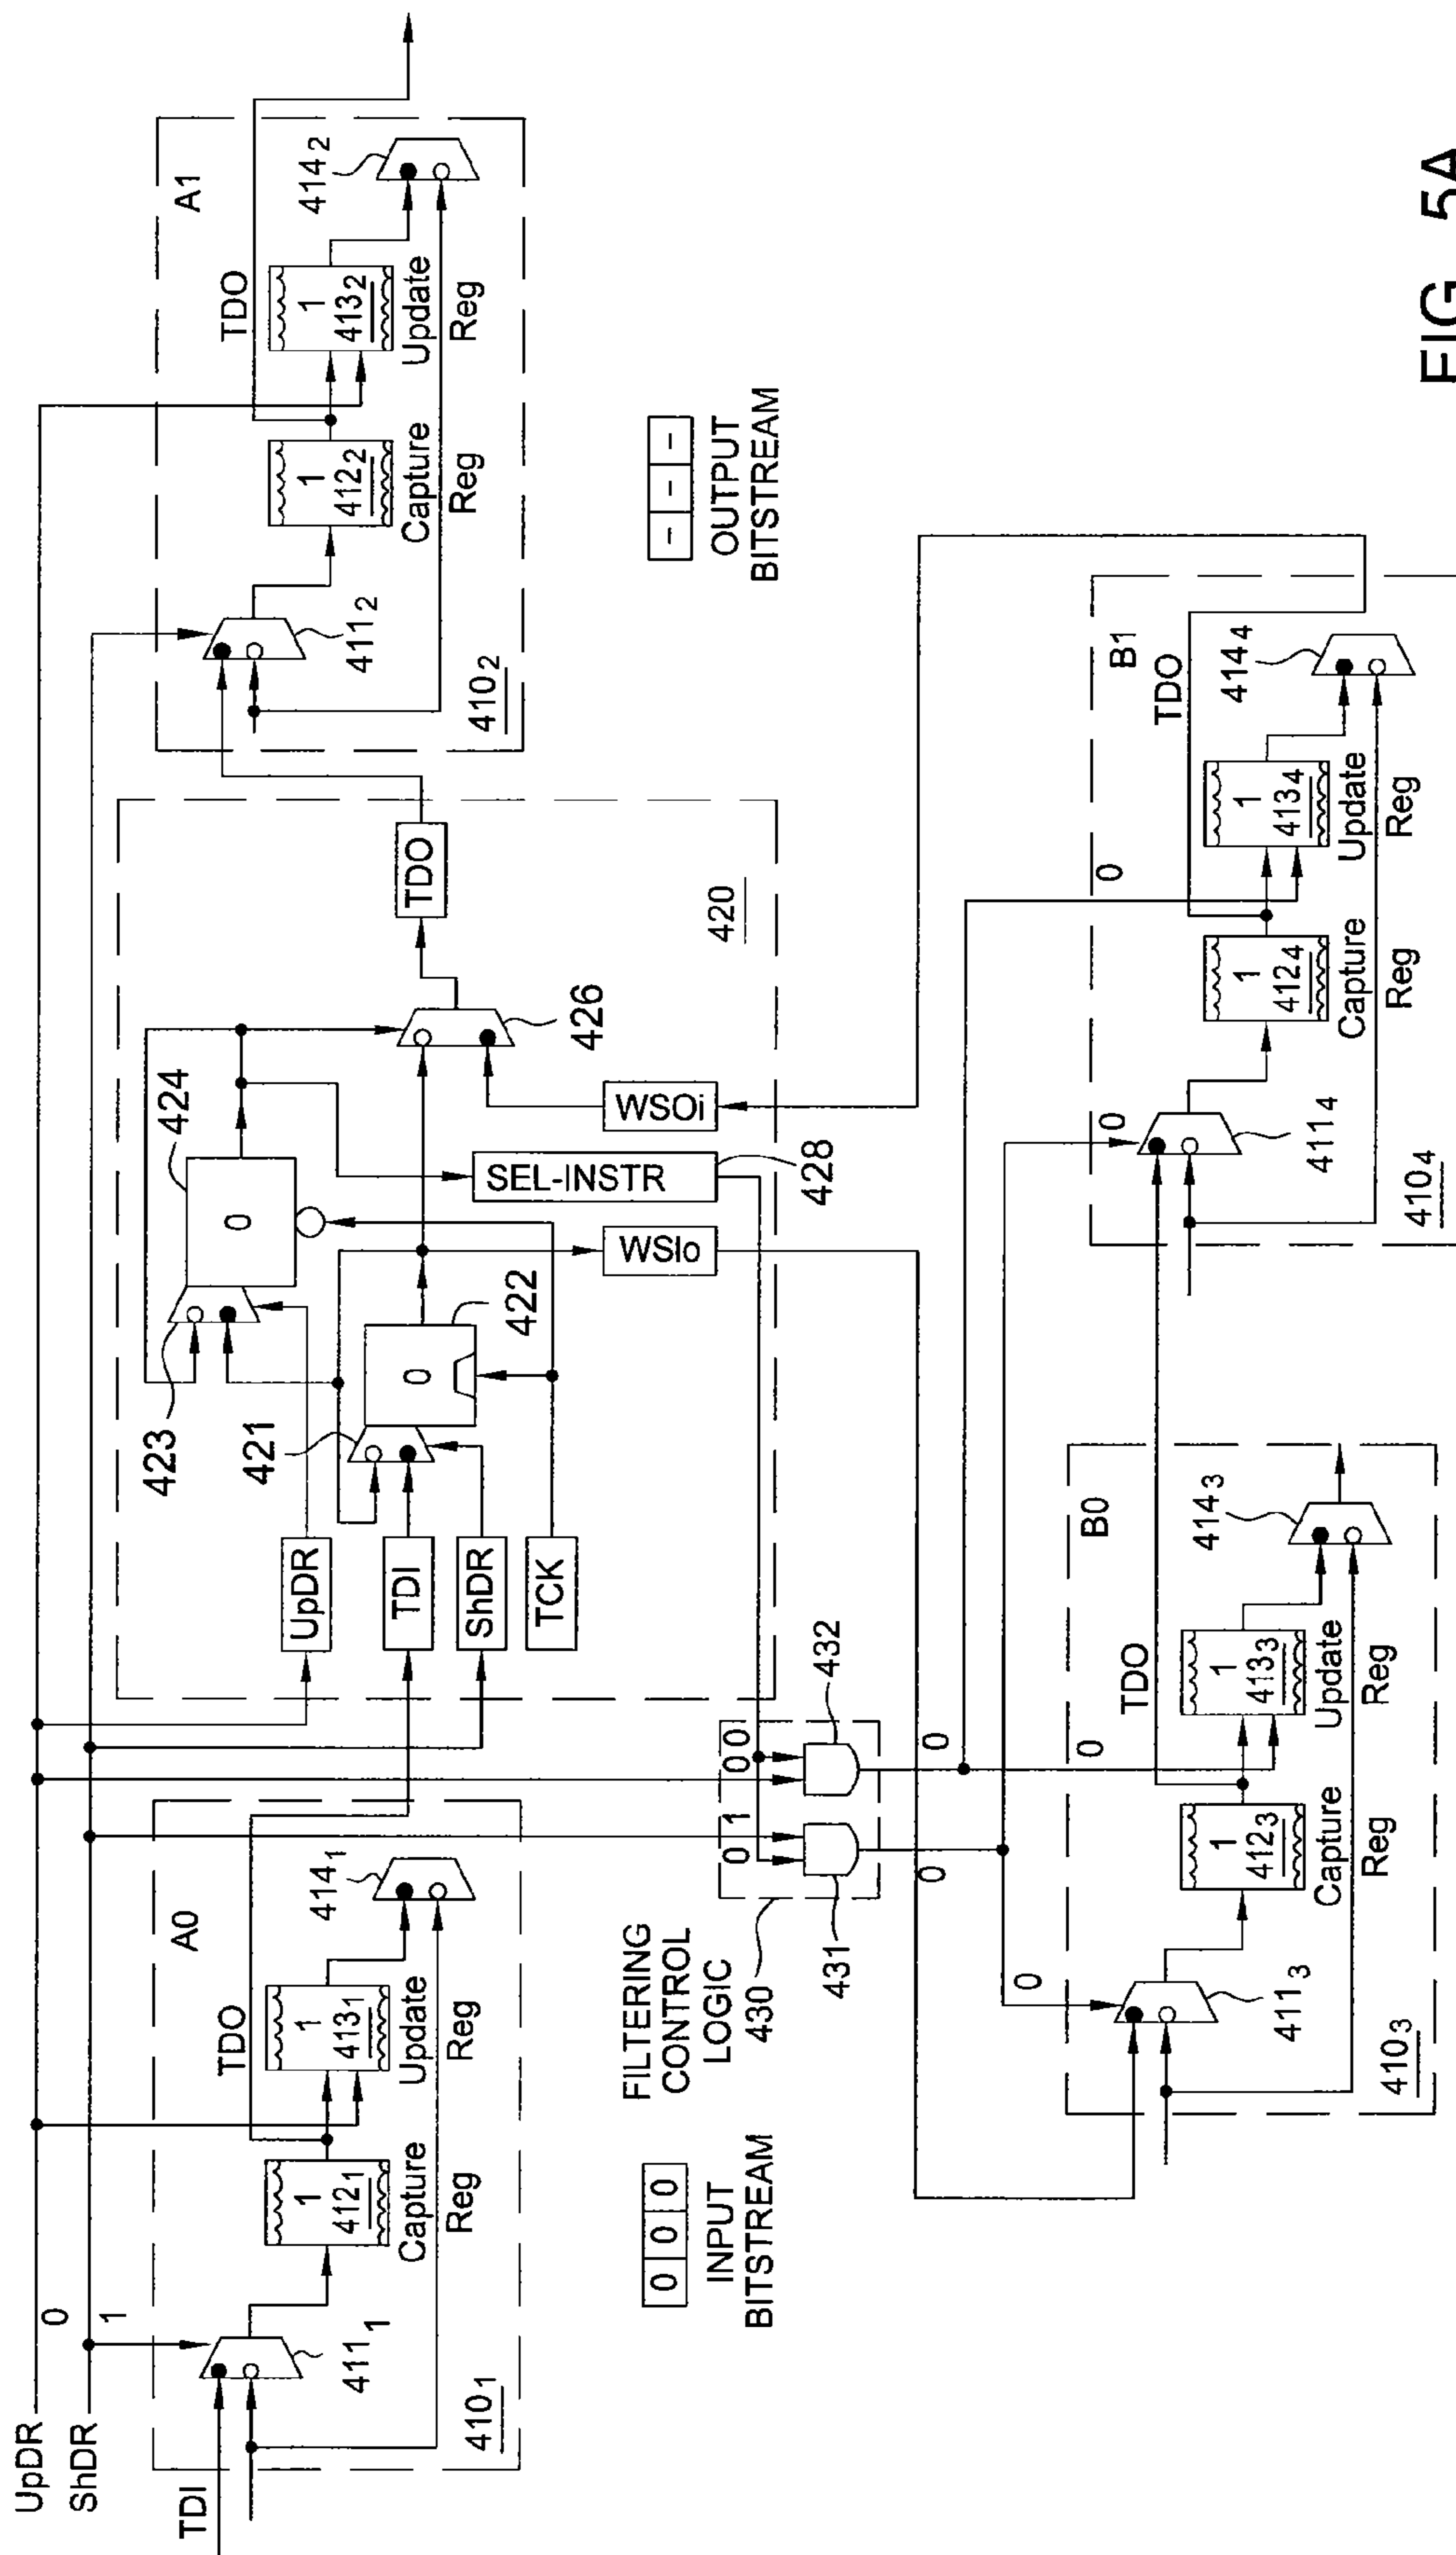 UpDR
0
ShDR
1
TDI
A0
TDO
411₁
1
412₁
Capture
Reg
1
413₁
Update
Reg
414₁
410₁
UpDR
TDI
ShDR
TCK
421
0
422
423
0
424
WSIo
SEL-INSTR
428
WSOi
426
TDO
420
A1
TDO
411₂
1
412₂
Capture
Reg
1
413₂
Update
Reg
414₂
410₂
0 0 0
INPUT
BITSTREAM
FILTERING
CONTROL
LOGIC
430
0 1 0 0
431
432
0
0
- - -
OUTPUT
BITSTREAM
B0
TDO
0
0
411₃
1
412₃
Capture
Reg
1
413₃
Update
Reg
414₃
410₃
B1
TDO
0
0
411₄
1
412₄
Capture
Reg
1
413₄
Update
Reg
414₄
410₄
FIG. 5A